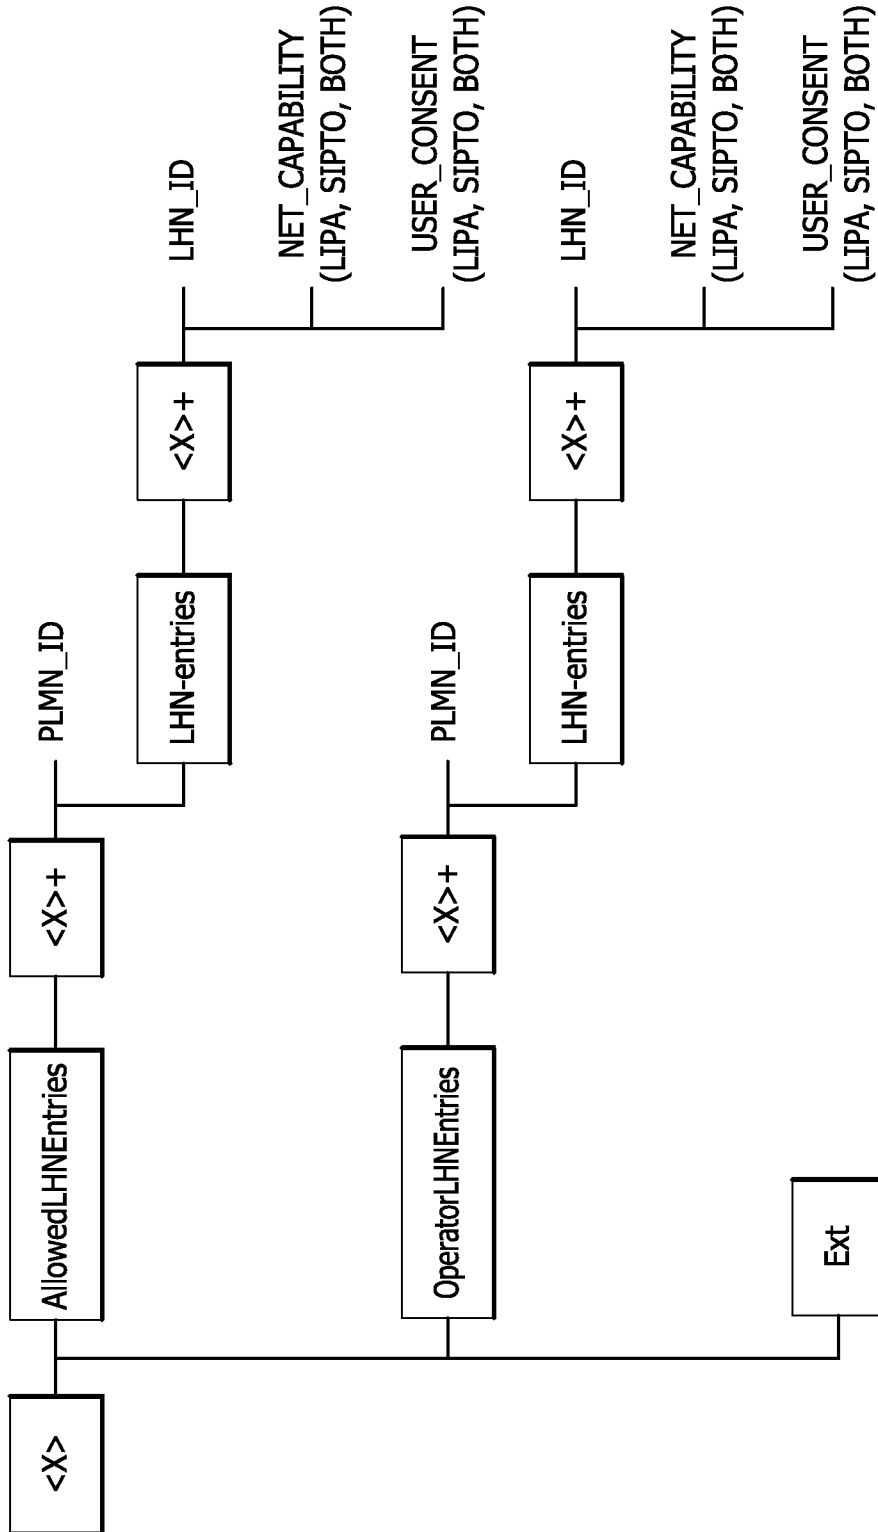 <X>
AllowedLHNEntries
<X>+
PLMN_ID
LHN-entries
<X>+
LHN_ID
NET_CAPABILITY
(LIPA, SIPTO, BOTH)
USER_CONSENT
(LIPA, SIPTO, BOTH)
OperatorLHNEntries
<X>+
PLMN_ID
LHN-entries
<X>+
LHN_ID
NET_CAPABILITY
(LIPA, SIPTO, BOTH)
USER_CONSENT
(LIPA, SIPTO, BOTH)
Ext